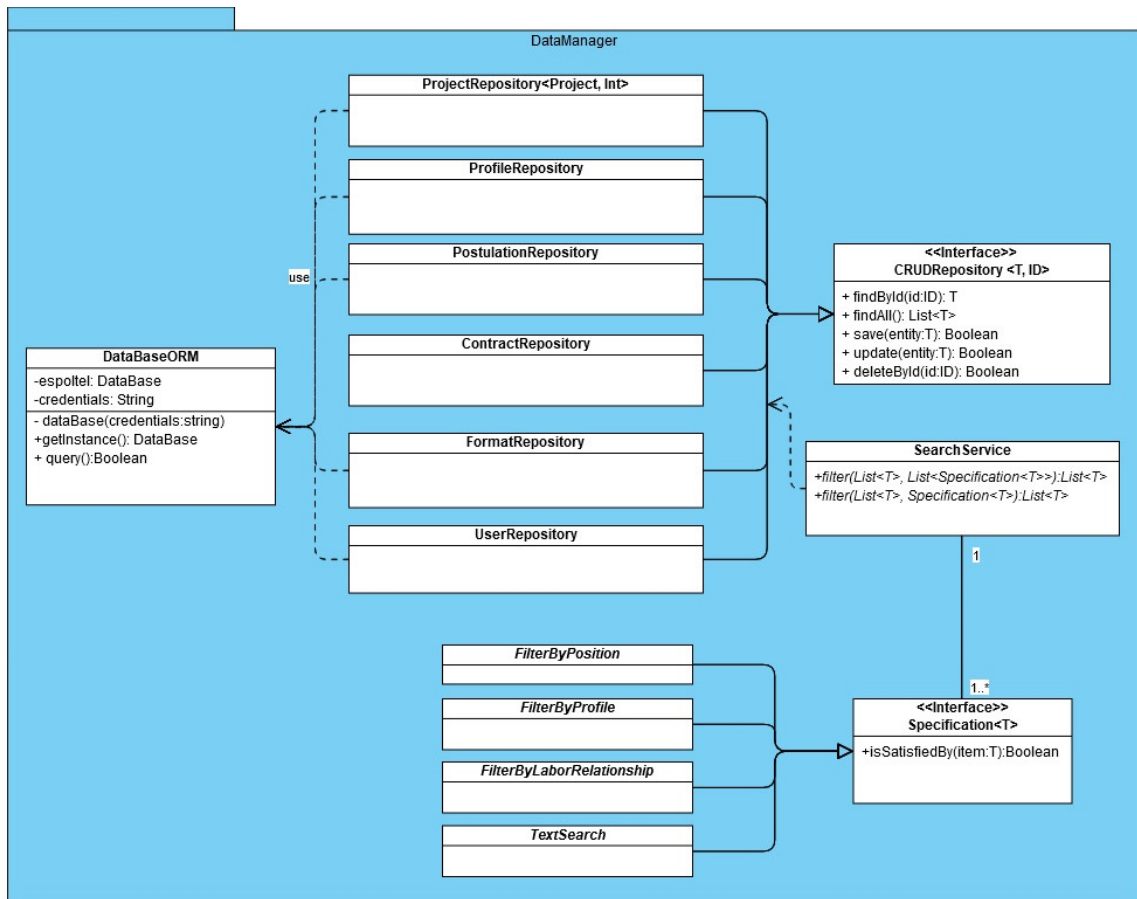 DataManager
ProjectRepository<Project, Int>
ProfileRepository
PostulationRepository
use
<<Interface>>
CRUDRepository <T, ID>
+ findById(id:ID): T
+ findAll(): List<T>
+ save(entity:T): Boolean
+ update(entity:T): Boolean
+ deleteById(id:ID): Boolean
ContractRepository
DataBaseORM
-espoltel: DataBase
-credentials: String
- dataBase(credentials:string)
+getInstance(): DataBase
+ query():Boolean
FormatRepository
SearchService
+filter(List<T>, List<Specification<T>>):List<T>
+filter(List<T>, Specification<T>):List<T>
UserRepository
1
1..*
FilterByPosition
FilterByProfile
FilterByLaborRelationship
TextSearch
<<Interface>>
Specification<T>
+isSatisfiedBy(item:T):Boolean